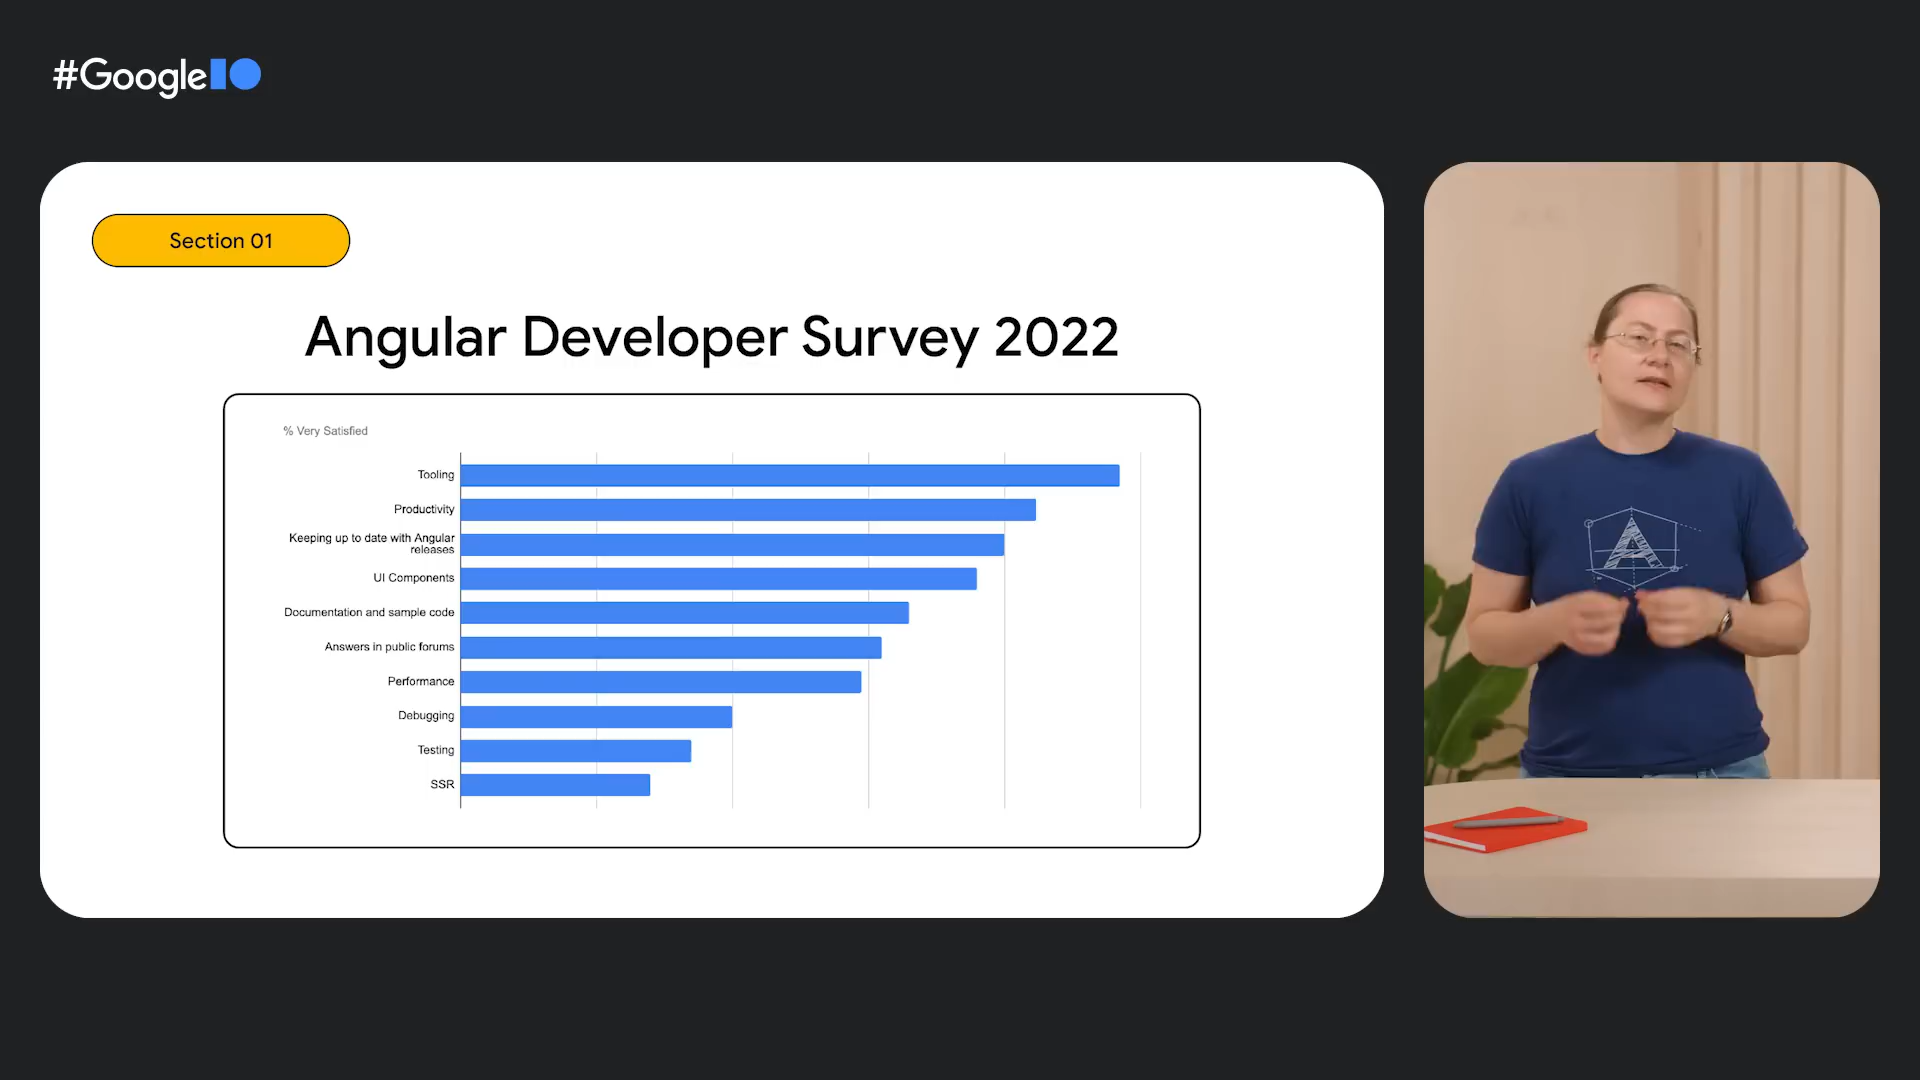 #GoogleIO
Section 01
Angular Developer Survey 2022
% Very Satisfied
Tooling
Productivity
Keeping up to date with Angular
releases
UI Components
Documentation and sample code
Answers in public forums
Performance
Debugging
Testing
SSR
A